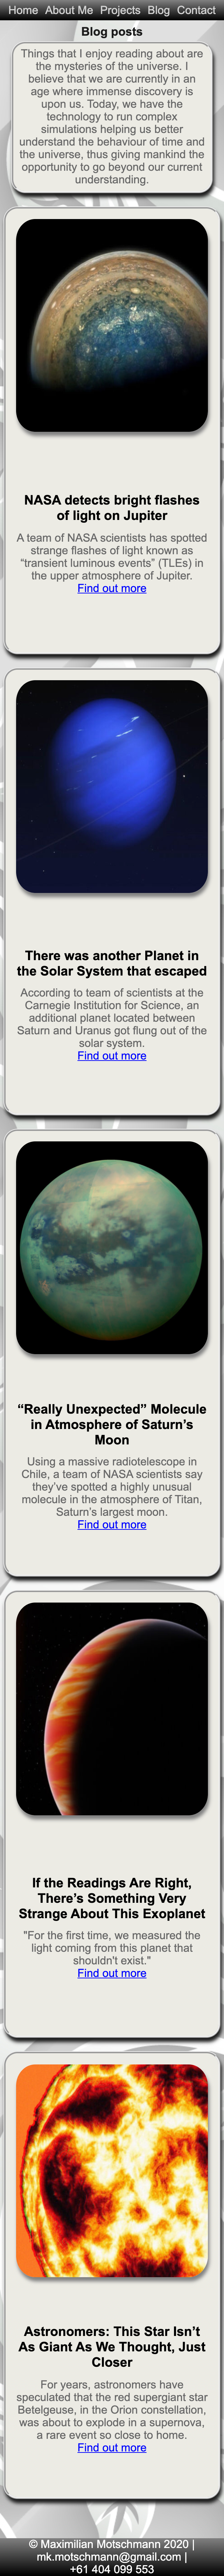 Home About Me Projects Blog Contact
Blog posts
Things that I enjoy reading about are
the mysteries of the universe. I
believe that we are currently in an
age where immense discovery is
upon us. Today, we have the
technology to run complex
simulations helping us better
understand the behaviour of time and
the universe, thus giving mankind the
opportunity to go beyond our current
understanding.
NASA detects bright flashes
of light on Jupiter
A team of NASA scientists has spotted
strange flashes of light known as
“transient luminous events” (TLEs) in
the upper atmosphere of Jupiter.
Find out more
There was another Planet in
the Solar System that escaped
According to team of scientists at the
Carnegie Institution for Science, an
additional planet located between
Saturn and Uranus got flung out of the
solar system.
Find out more
“Really Unexpected” Molecule
in Atmosphere of Saturn’s
Moon
Using a massive radiotelescope in
Chile, a team of NASA scientists say
they’ve spotted a highly unusual
molecule in the atmosphere of Titan,
Saturn’s largest moon.
Find out more
If the Readings Are Right,
There’s Something Very
Strange About This Exoplanet
"For the first time, we measured the
light coming from this planet that
shouldn't exist."
Find out more
Astronomers: This Star Isn’t
As Giant As We Thought, Just
Closer
For years, astronomers have
speculated that the red supergiant star
Betelgeuse, in the Orion constellation,
was about to explode in a supernova,
a rare event so close to home.
Find out more
© Maximilian Motschmann 2020 |
mk.motschmann@gmail.com |
+61 404 099 553